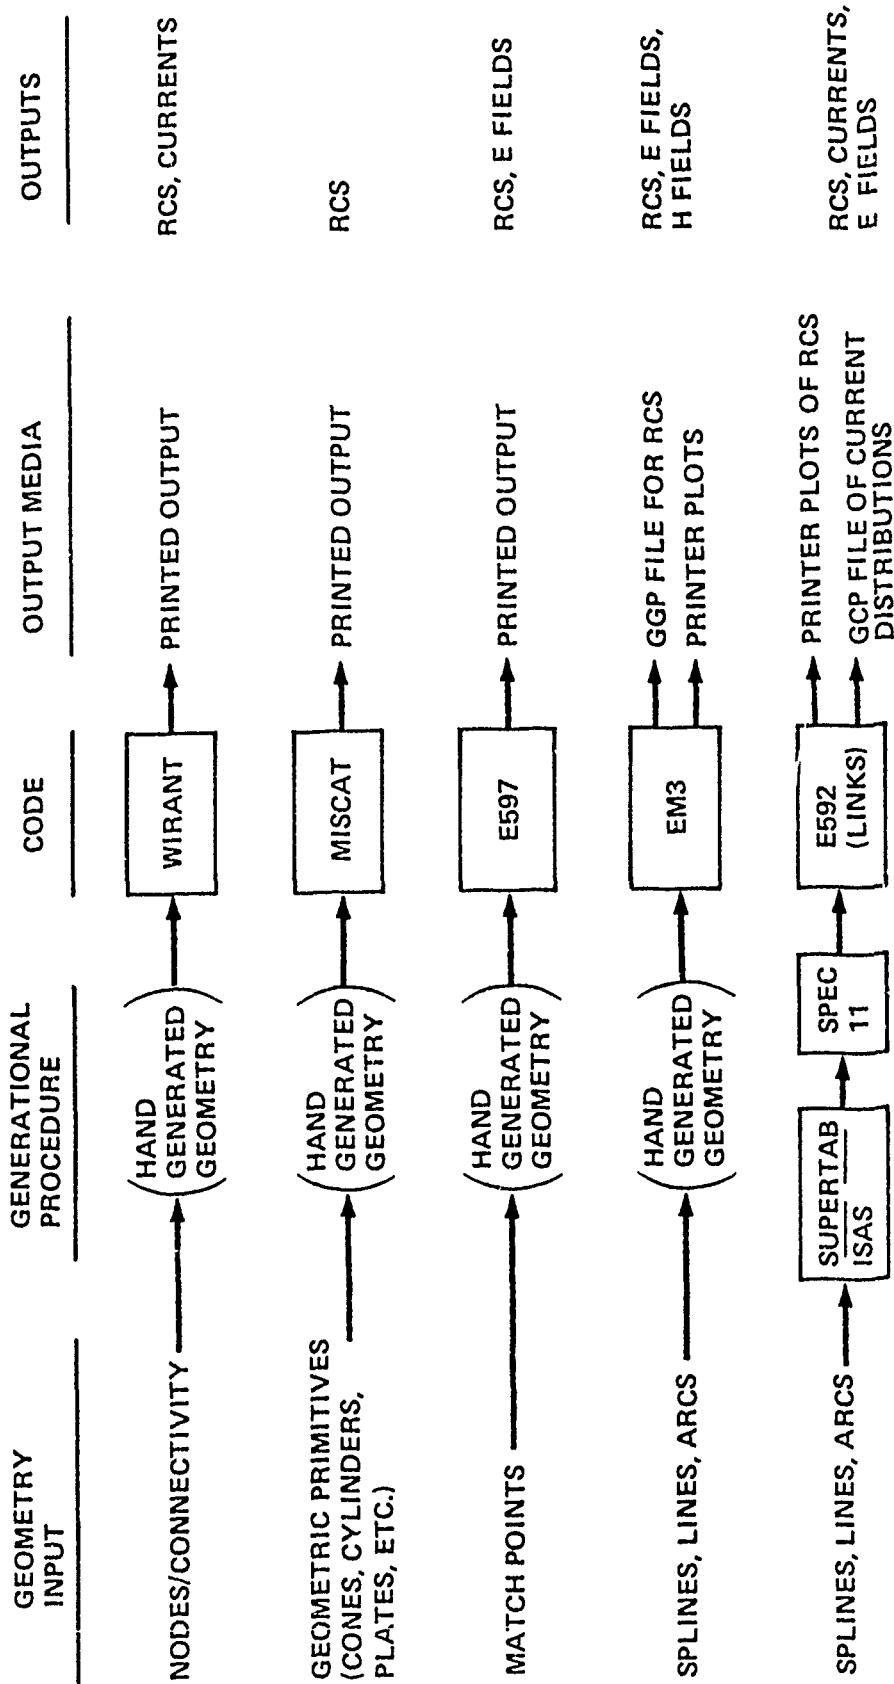 GEOMETRY
INPUT
GENERATIONAL
PROCEDURE
CODE
OUTPUT MEDIA
OUTPUTS
NODES/CONNECTIVITY
(HAND
GENERATED
GEOMETRY)
WIRANT
PRINTED OUTPUT
RCS, CURRENTS
GEOMETRIC PRIMITIVES
(CONES, CYLINDERS,
PLATES, ETC.)
(HAND
GENERATED
GEOMETRY)
MISCAT
PRINTED OUTPUT
RCS
MATCH POINTS
(HAND
GENERATED
GEOMETRY)
E597
PRINTED OUTPUT
RCS, E FIELDS
SPLINES, LINES, ARCS
(HAND
GENERATED
GEOMETRY)
EM3
GGP FILE FOR RCS
PRINTER PLOTS
RCS, E FIELDS,
H FIELDS
SPLINES, LINES, ARCS
SUPERTAB
ISAS
SPEC
11
E592
(LINKS)
PRINTER PLOTS OF RCS
GCP FILE OF CURRENT
DISTRIBUTIONS
RCS, CURRENTS,
E FIELDS